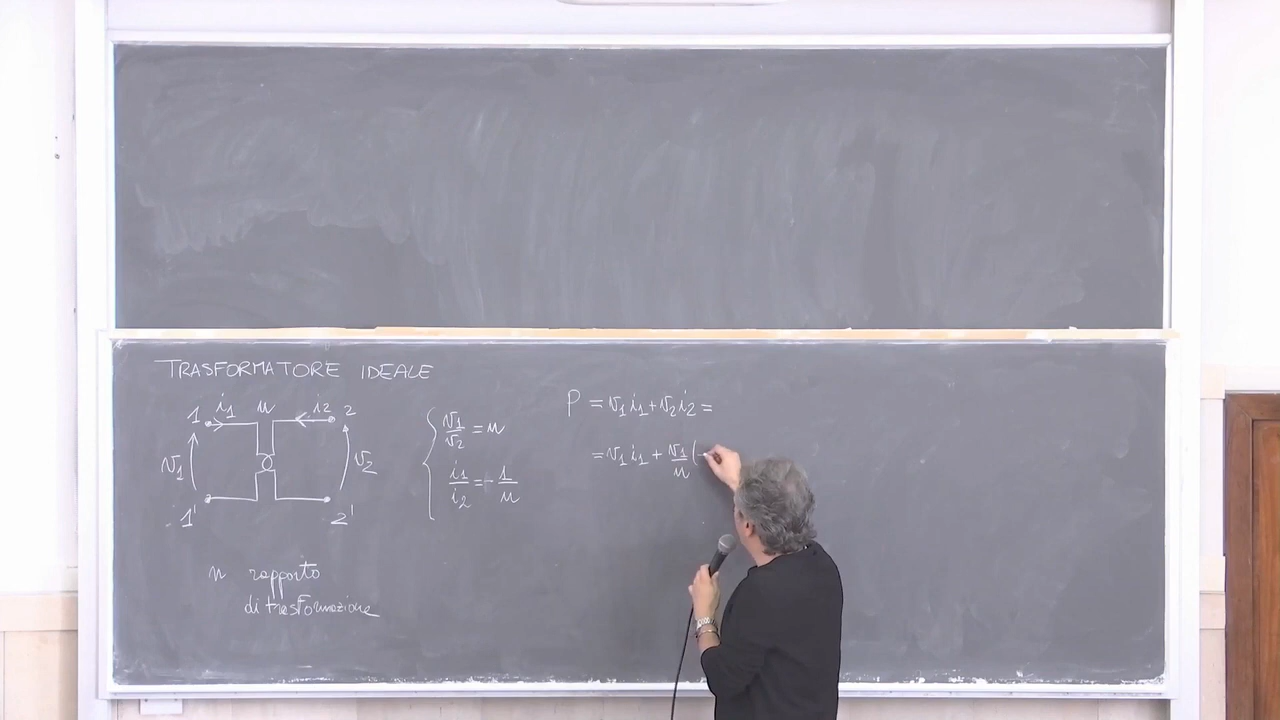 TRASFORMATORE IDEALE
1 i1 n i2 2
v1 v2
1' 2'
n rapporto
di trasformazione
v1/v2 = n
i1/i2 = - 1/n
P = v1 i1 + v2 i2 =
= v1 i1 + v1/n (-